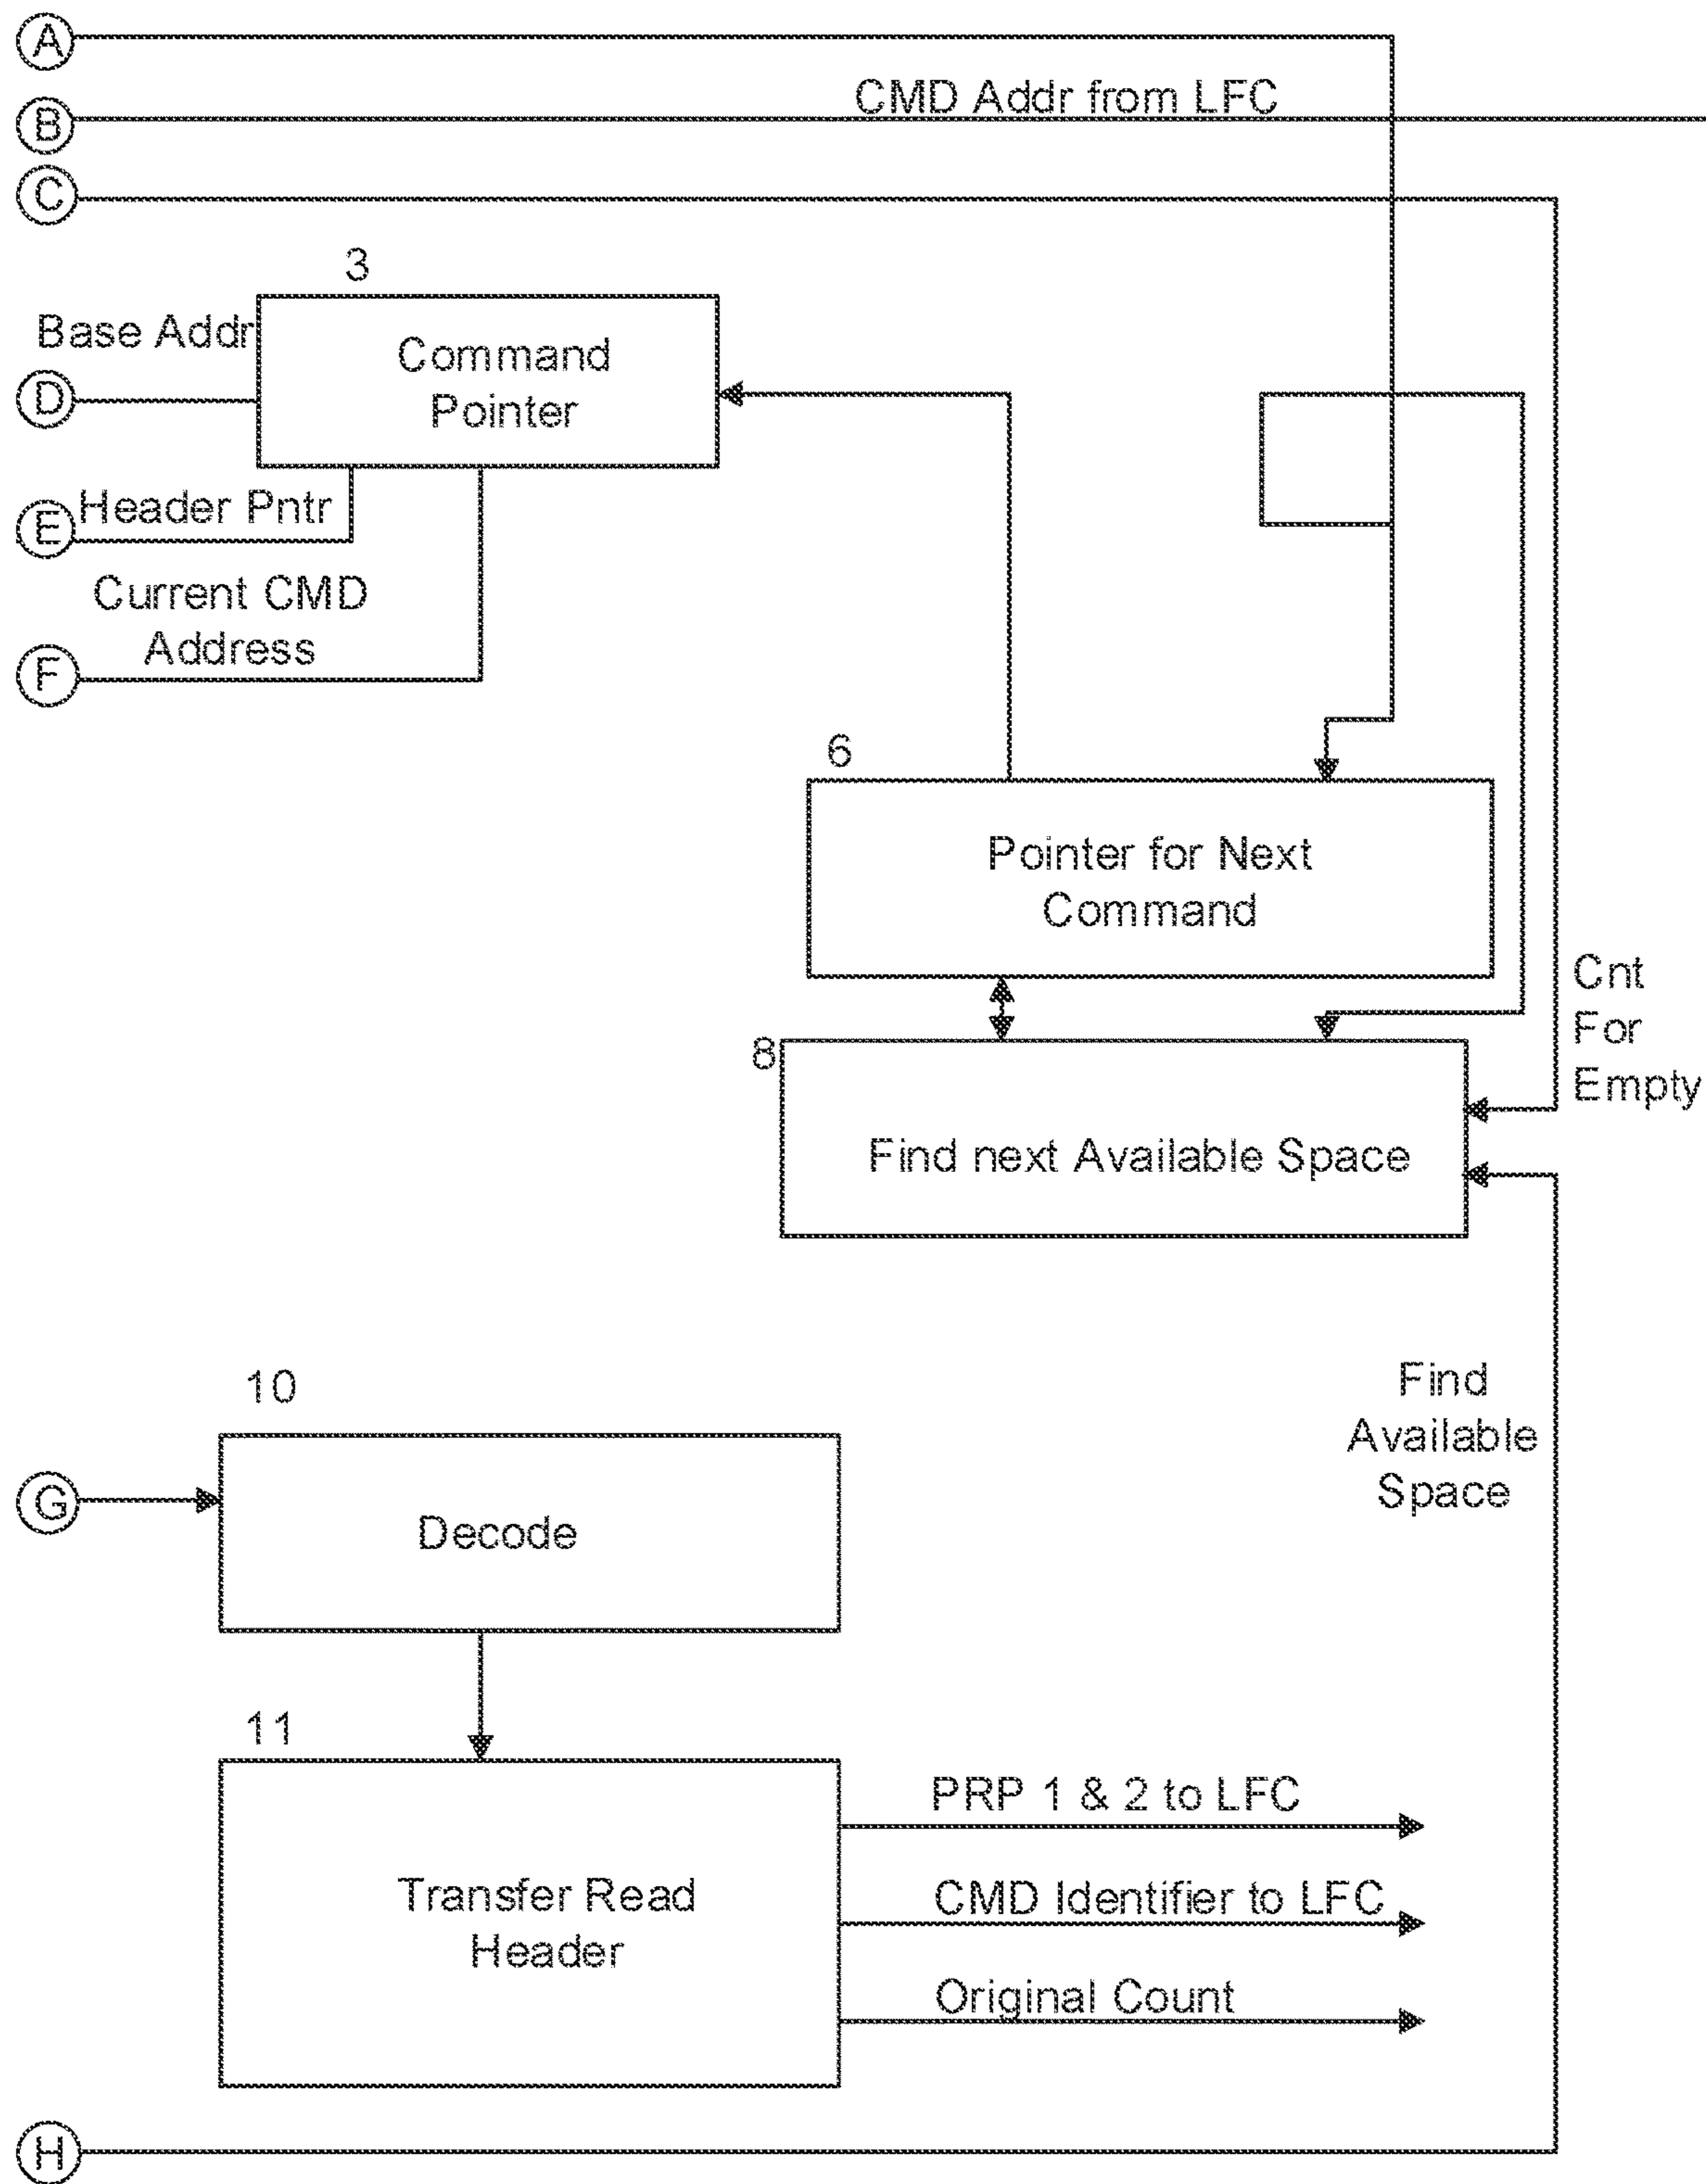 A
CMD Addr from LFC
B
C
3
Base Addr
Command
Pointer
D
Header Pntr
E
Current CMD
Address
F
6
Pointer for Next
Command
Cnt
For
Empty
8
Find next Available Space
10
Find
Available
Space
G
Decode
11
PRP 1 & 2 to LFC
Transfer Read
Header
CMD Identifier to LFC
Original Count
H